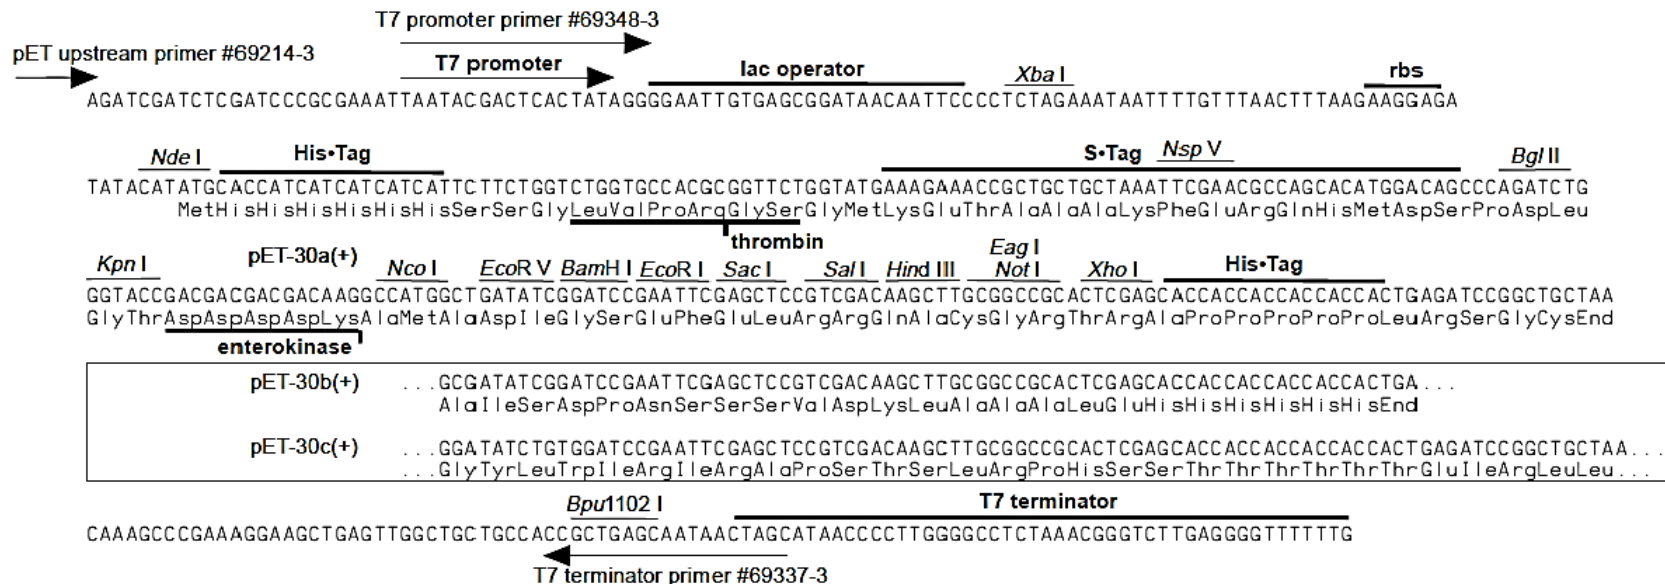 T7 promoter primer #69348-3
pET upstream primer #69214-3
T7 promoter lac operator Xba I rbs
AGATCGATCTCGATCCCGCGAAATTAATACGACTCACTATAGGGGAATTGTGAGCGGATAACAATTCCCCTCTAGAAATAATTTTGTTTAACTTTAAGAAGGAGA
Nde I His•Tag S•Tag Nsp V Bgl II
TATACATATGCACCATCATCATCATCATTCTTCTGGTCTGGTGCCACGCGGTTCTGGTATGAAAGAAACCGCTGCTGCTAAATTCGAACGCCAGCACATGGACAGCCCAGATCTG
MetHisHisHisHisHisHisSerSerGlyLeuValProArgGlySerGlyMetLysGluThrAlaAlaAlaLysPheGluArgGlnHisMetAspSerProAspLeu
thrombin
Kpn I pET-30a(+) Nco I EcoR V BamH I EcoR I Sac I Sal I Hind III Eag I Not I Xho I His•Tag
GGTACCGACGACGACGACAAGGCCATGGCTGATATCGGATCCGAATTCGAGCTCCGTCGACAAGCTTGCGGCCGCACTCGAGCACCACCACCACCACCACTGAGATCCGGCTGCTAA
GlyThrAspAspAspAspLysAlaMetAlaAspIleGlySerGluPheGluLeuArgArgGlnAlaCysGlyArgThrArgAlaProProProProProLeuArgSerGlyCysEnd
enterokinase
pET-30b(+) ...GCGATATCGGATCCGAATTCGAGCTCCGTCGACAAGCTTGCGGCCGCACTCGAGCACCACCACCACCACCACTGA...
AlaIleSerAspProAsnSerSerSerValAspLysLeuAlaAlaAlaLeuGluHisHisHisHisHisHisEnd
pET-30c(+) ...GGATATCTGTGGATCCGAATTCGAGCTCCGTCGACAAGCTTGCGGCCGCACTCGAGCACCACCACCACCACCACTGAGATCCGGCTGCTAA...
...GlyTyrLeuTrpIleArgIleArgAlaProSerThrSerLeuArgProHisSerSerThrThrThrThrThrThrGluIleArgLeuLeu...
Bpu1102 I T7 terminator
CAAAGCCCGAAAGGAAGCTGAGTTGGCTGCTGCCACCGCTGAGCAATAACTAGCATAACCCCTTGGGGCCTCTAAACGGGTCTTGAGGGGTTTTTTG
T7 terminator primer #69337-3